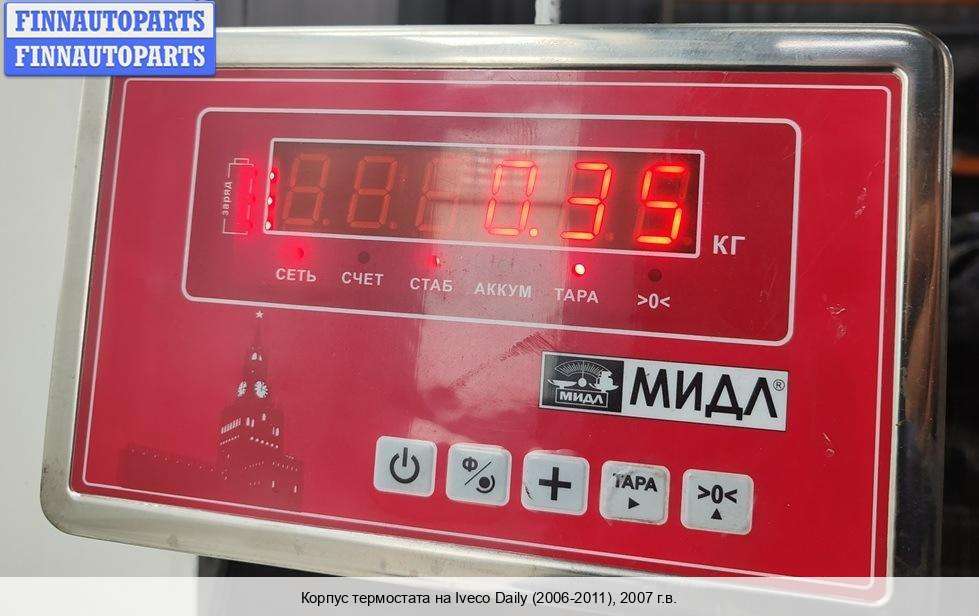 FINNAUTOPARTS
FINNAUTOPARTS
заряд
0.35
КГ
СЕТЬ СЧЕТ СТАБ АККУМ ТАРА >0<
МИДЛ
МИДЛ®
Ф
+
ТАРА
>0<
Корпус термостата на Iveco Daily (2006-2011), 2007 г.в.